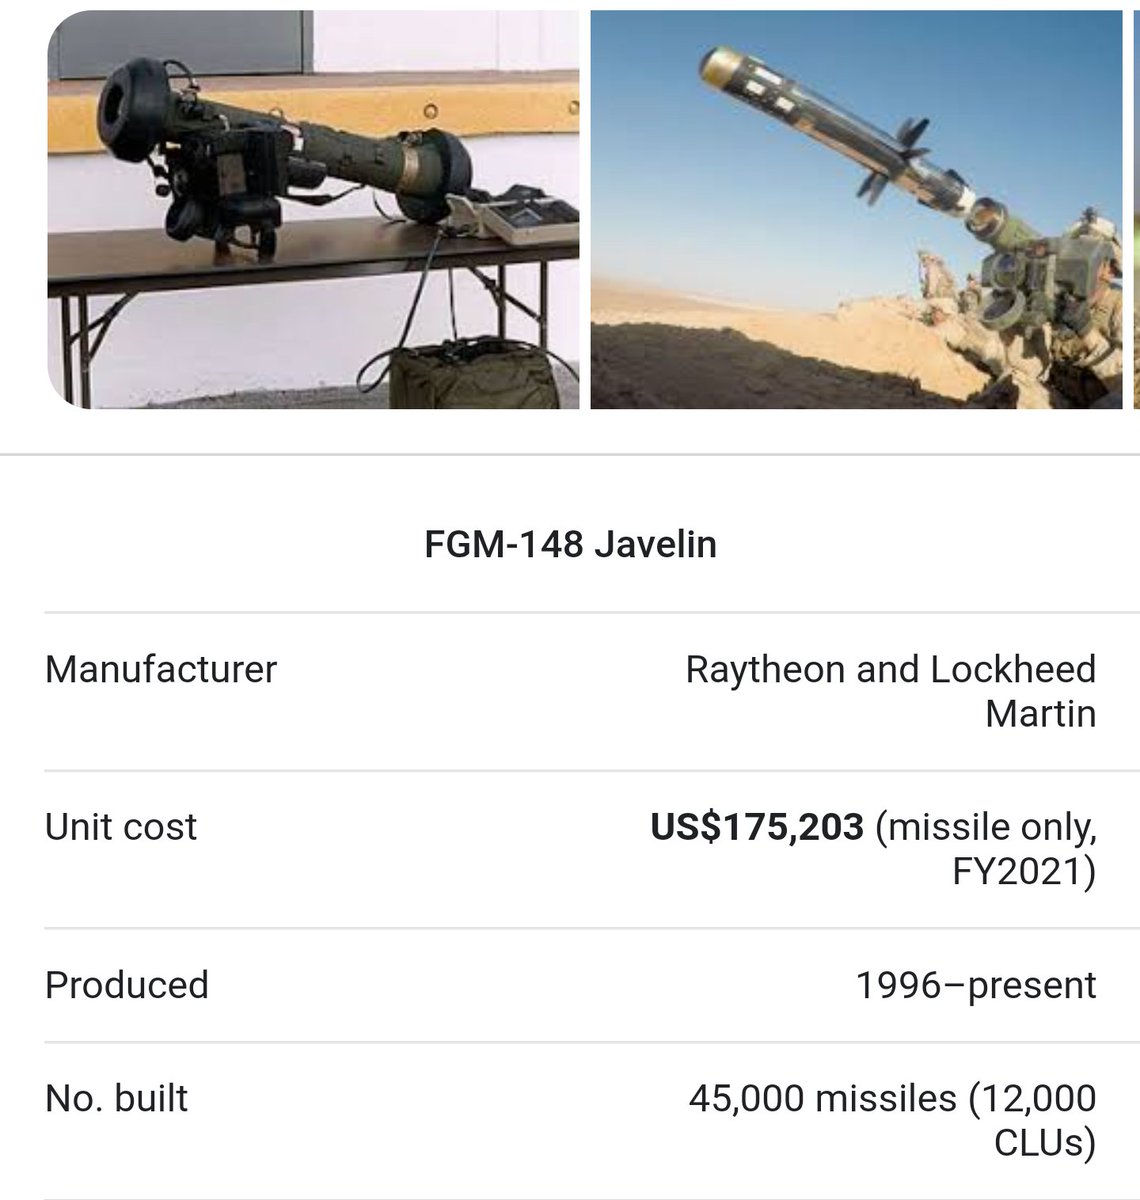 FGM-148 Javelin
Manufacturer
Raytheon and Lockheed
Martin
Unit cost
US$175,203 (missile only,
FY2021)
Produced
1996–present
No. built
45,000 missiles (12,000
CLUs)